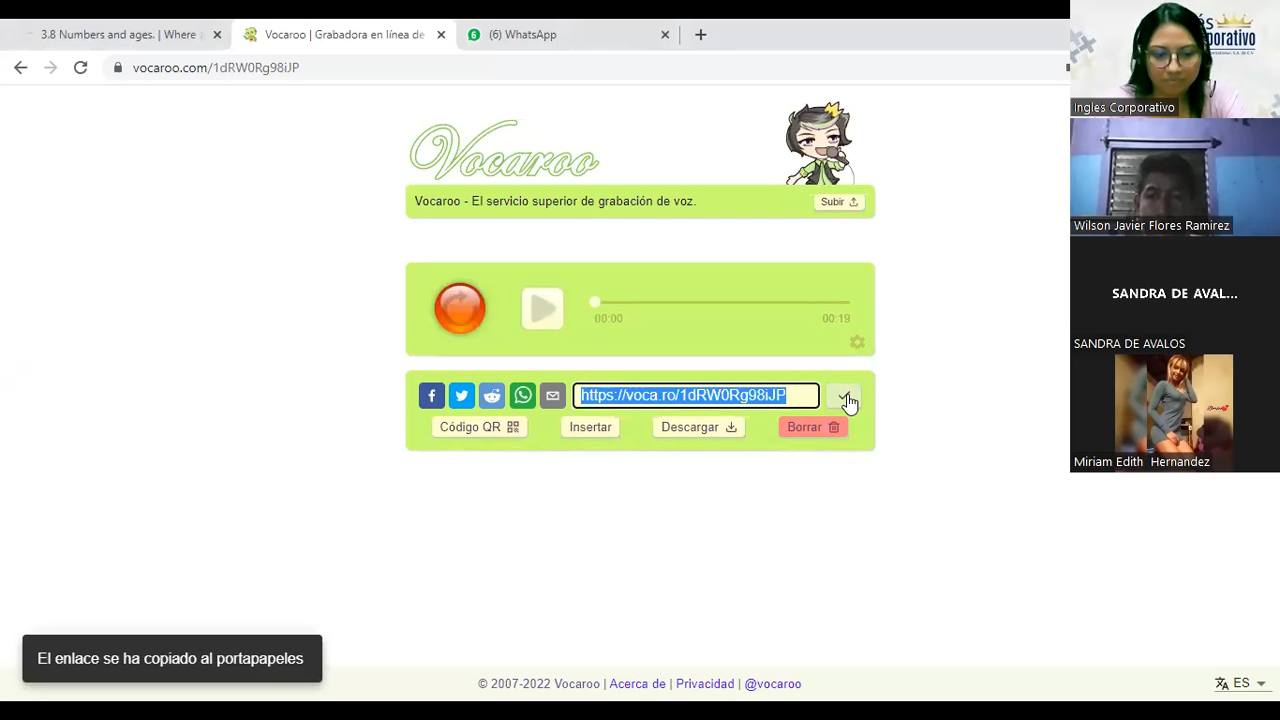 3.8 Numbers and ages. | Where
Vocaroo | Grabadora en línea de
(6) WhatsApp
vocaroo.com/1dRW0Rg98iJP
Vocaroo
Vocaroo - El servicio superior de grabación de voz.
Subir
00:00
00:19
https://voca.ro/1dRW0Rg98iJP
Código QR
Insertar
Descargar
Borrar
El enlace se ha copiado al portapapeles
© 2007-2022 Vocaroo | Acerca de | Privacidad | @vocaroo
ES
Ingles Corporativo
Wilson Javier Flores Ramirez
SANDRA DE AVAL...
SANDRA DE AVALOS
Miriam Edith Hernandez